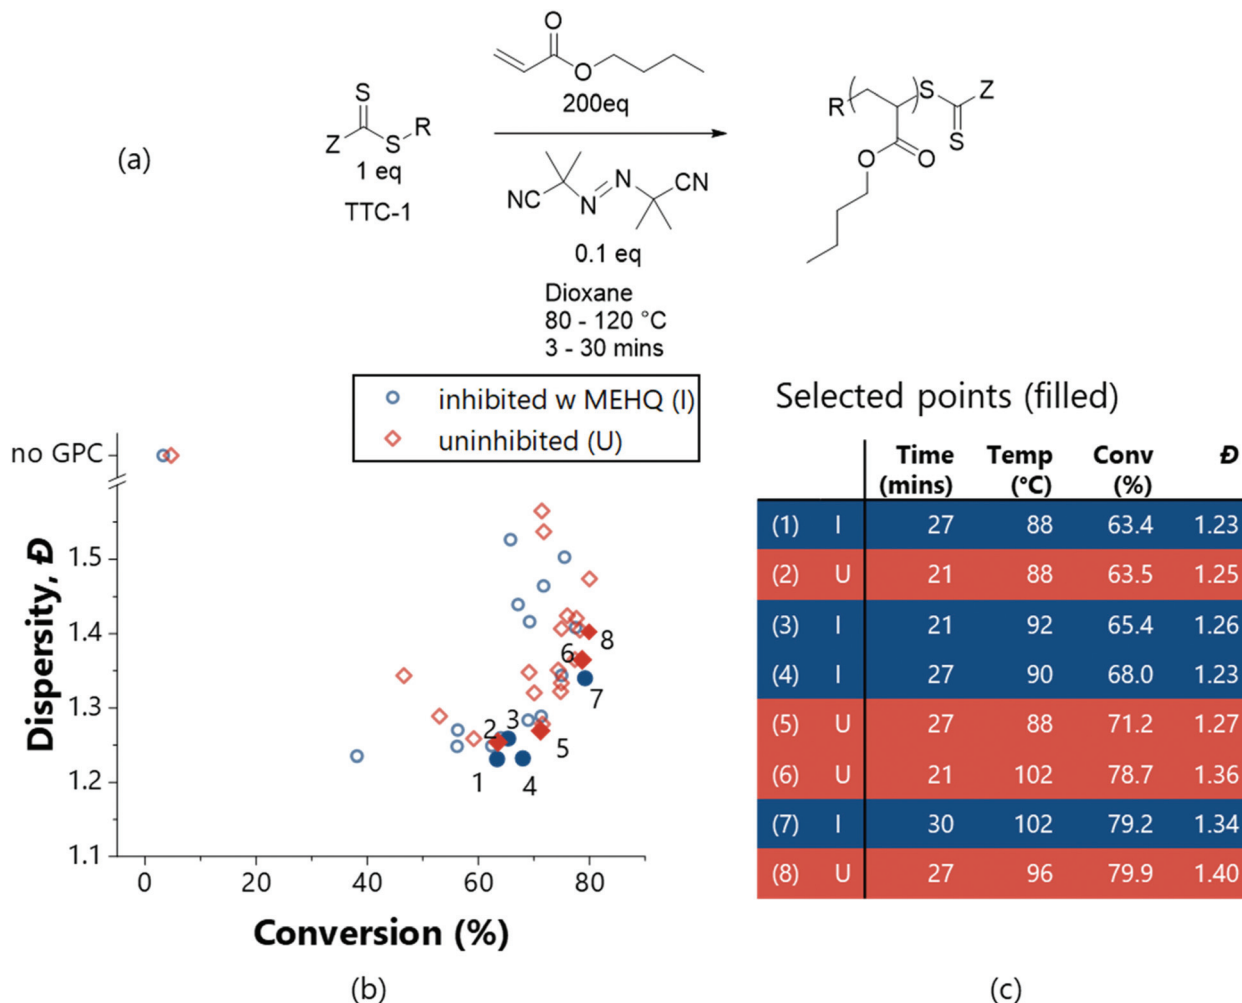 (a)
S
Z
S
R
1 eq
TTC-1
O
O
200eq
NC
N
N
CN
0.1 eq
Dioxane
80 - 120 °C
3 - 30 mins
R
S
Z
S
O
O
inhibited w MEHQ (I)
uninhibited (U)
no GPC
1.5
1.4
1.3
1.2
1.1
Dispersity, Đ
0
20
40
60
80
Conversion (%)
1
2
3
4
5
6
7
8
(b)
Selected points (filled)
Time (mins) Temp (°C) Conv (%) Đ
(1) I 27 88 63.4 1.23
(2) U 21 88 63.5 1.25
(3) I 21 92 65.4 1.26
(4) I 27 90 68.0 1.23
(5) U 27 88 71.2 1.27
(6) U 21 102 78.7 1.36
(7) I 30 102 79.2 1.34
(8) U 27 96 79.9 1.40
(c)